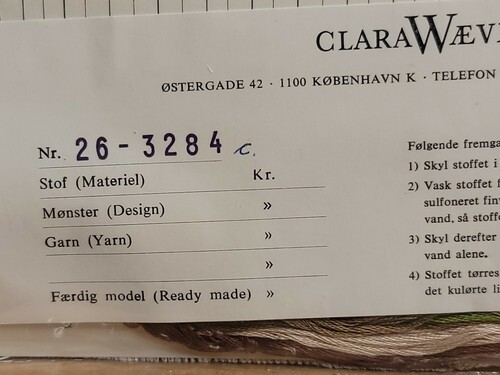 CLARA WÆV
ØSTERGADE 42 · 1100 KØBENHAVN K · TELEFON
Nr. 26-3284 c.
Stof (Materiel) Kr.
Mønster (Design) »
Garn (Yarn) »
»
Færdig model (Ready made) »
Følgende fremga
1) Skyl stoffet i
2) Vask stoffet f
sulfoneret fin
vand, så stoff
3) Skyl derefter
vand alene.
4) Stoffet tørres
det kulørte li